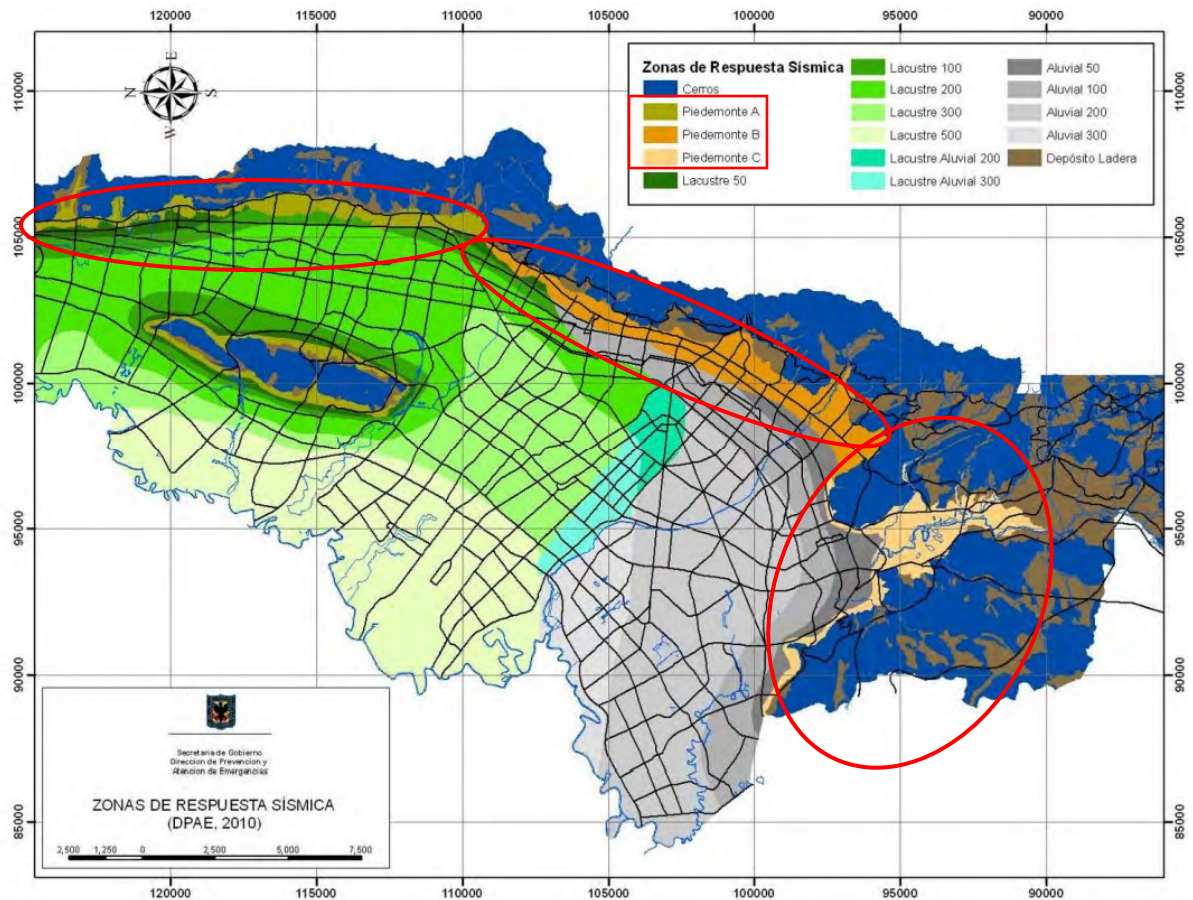 120000 115000 110000 105000 100000 95000 90000
110000
105000
100000
95000
90000
85000
E
N S
W
Zonas de Respuesta Sísmica
Cerros
Piedemonte A
Piedemonte B
Piedemonte C
Lacustre 50
Lacustre 100
Lacustre 200
Lacustre 300
Lacustre 500
Lacustre Aluvial 200
Lacustre Aluvial 300
Aluvial 50
Aluvial 100
Aluvial 200
Aluvial 300
Depósito Ladera
110000
105000
100000
95000
90000
85000
Secretaria de Gobierno
Direccion de Prevencion y
Atencion de Emergencias
ZONAS DE RESPUESTA SÍSMICA
(DPAE, 2010)
2,500 1,250 0 2,500 5,000 7,500
120000 115000 110000 105000 100000 95000 90000